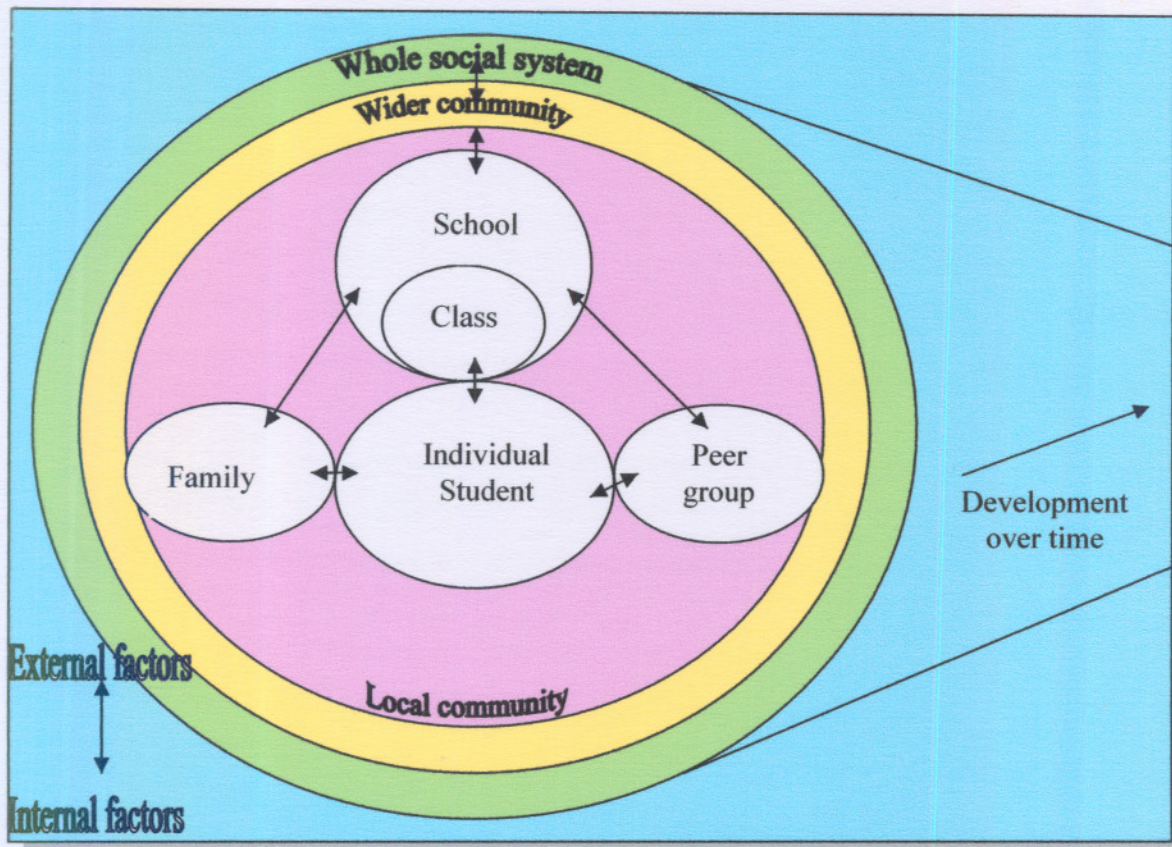 Whole social system
Wider community
School
Class
Family
Individual
Student
Peer
group
Development
over time
External factors
Local community
Internal factors